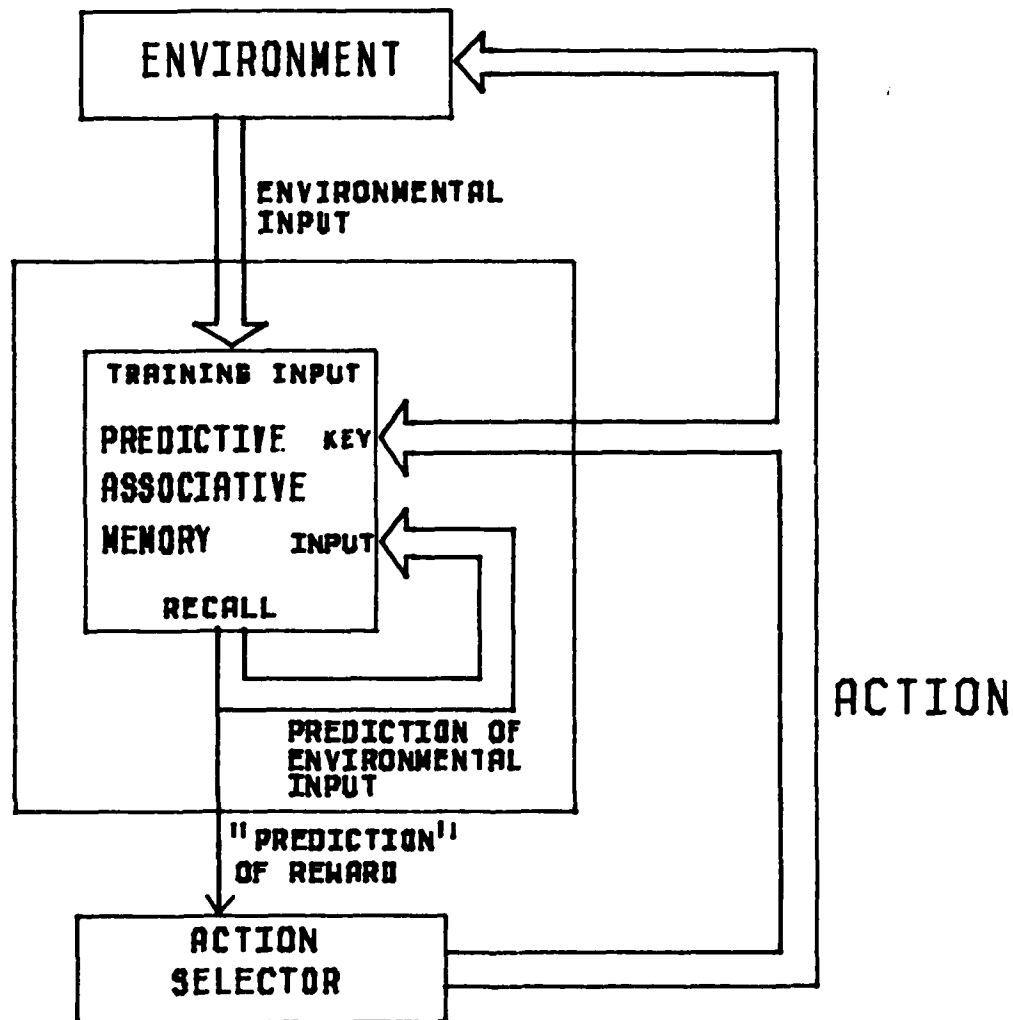 ENVIRONMENT
ENVIRONMENTAL
INPUT
TRAINING INPUT
PREDICTIVE KEY
ASSOCIATIVE
MEMORY INPUT
RECALL
ACTION
PREDICTION OF
ENVIRONMENTAL
INPUT
"PREDICTION"
OF REWARD
ACTION
SELECTOR